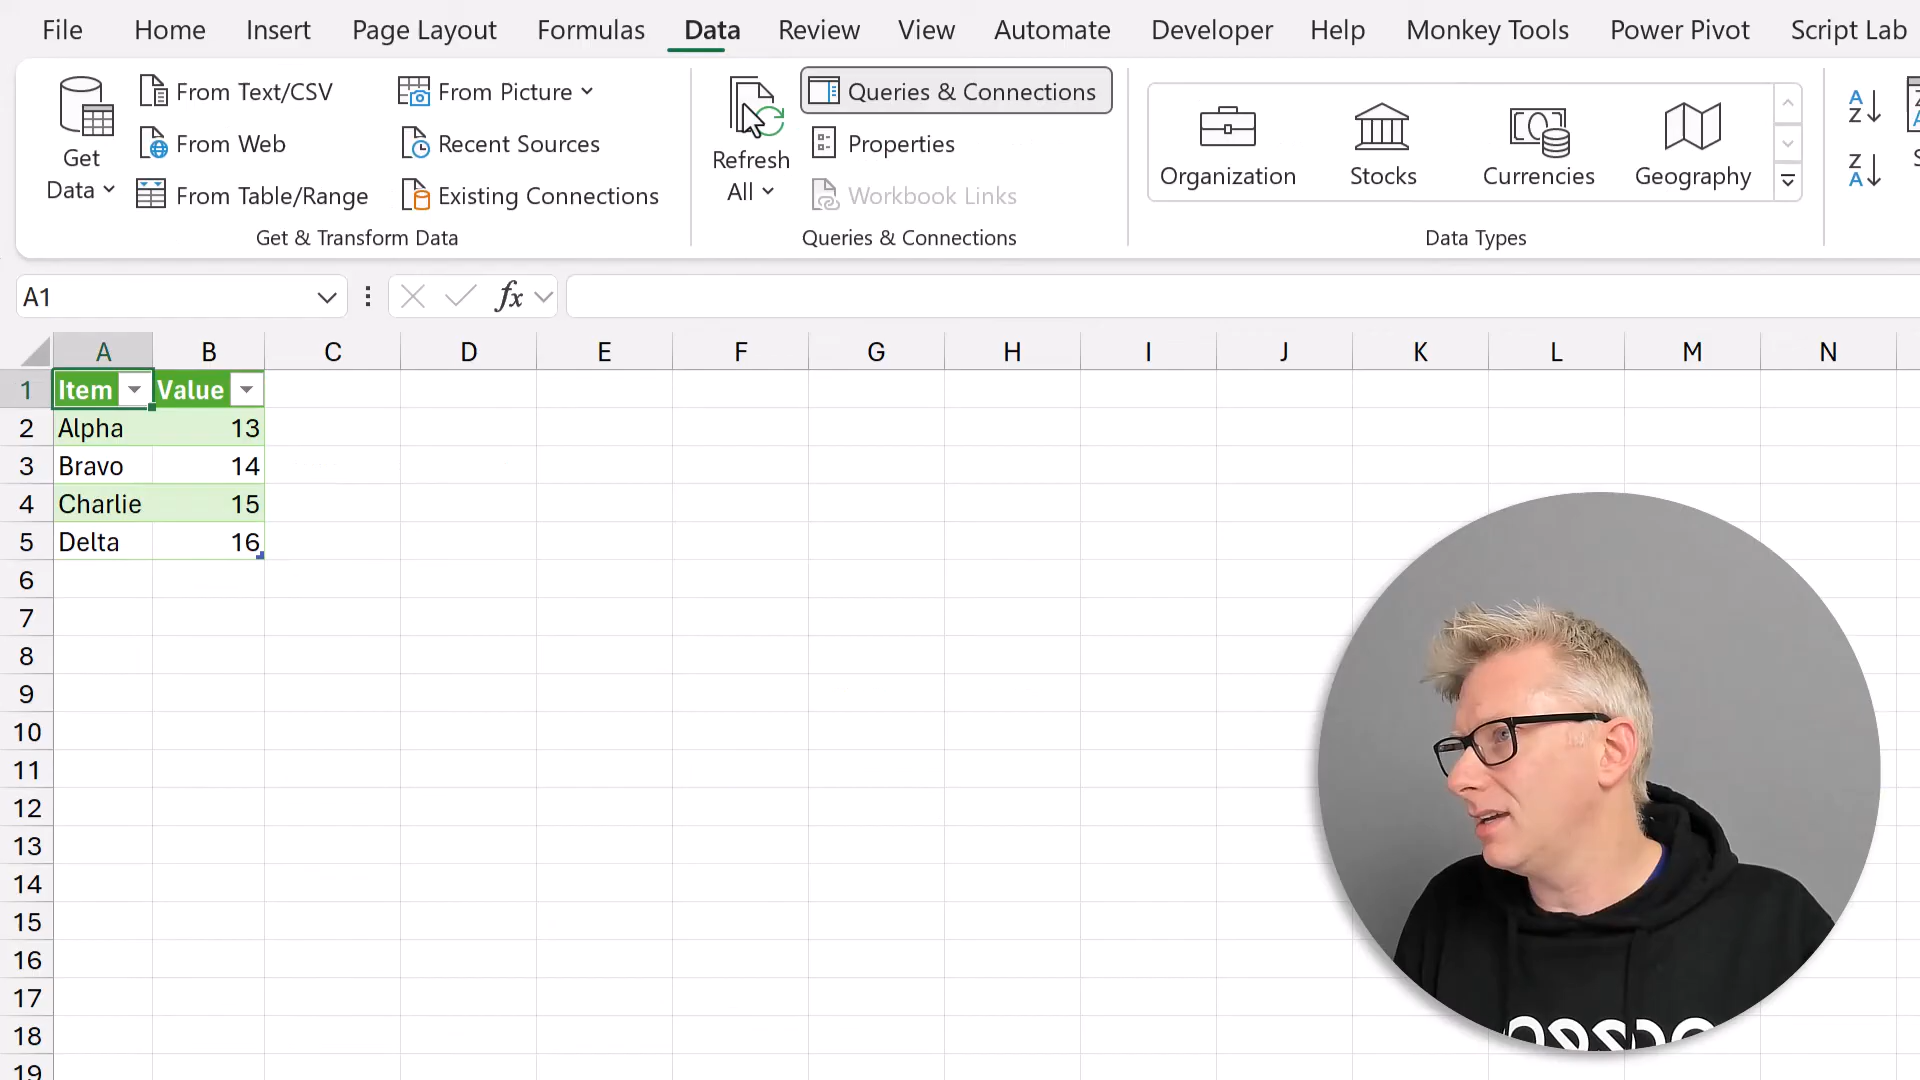 File Home Insert Page Layout Formulas Data Review View Automate Developer Help Monkey Tools Power Pivot Script Lab
Get Data
From Text/CSV
From Web
From Table/Range
From Picture
Recent Sources
Existing Connections
Get & Transform Data
Refresh All
Queries & Connections
Properties
Workbook Links
Queries & Connections
Organization Stocks Currencies Geography
Data Types
A Z
Z A
A1
fx
A B C D E F G H I J K L M N
1 Item Value
2 Alpha 13
3 Bravo 14
4 Charlie 15
5 Delta 16
6
7
8
9
10
11
12
13
14
15
16
17
18
19